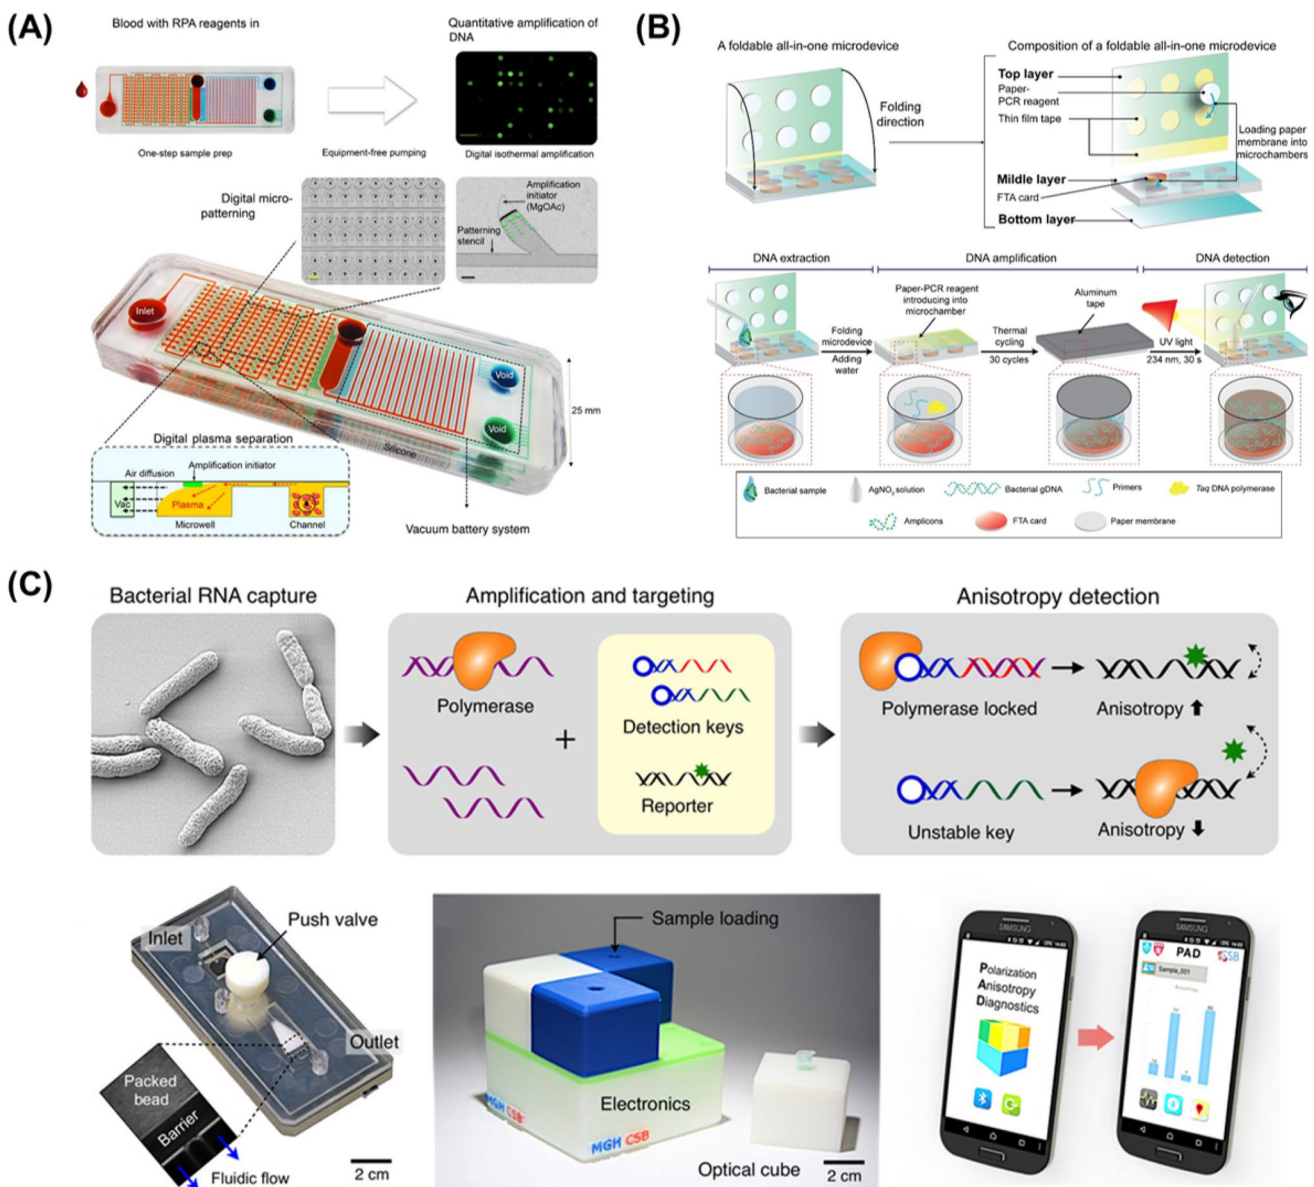 (A)
Blood with RPA reagents in
Quantitative amplification of
DNA
One-step sample prep
Equipment-free pumping
Digital isothermal amplification
Digital micro-
patterning
Amplification
initiator
(MgOAc)
Patterning
stencil
Inlet
Void
Void
25 mm
Silicone
Digital plasma separation
Air diffusion
Amplification initiator
Vac
Plasma
Microwell
Channel
Vacuum battery system
(B)
A foldable all-in-one microdevice
Composition of a foldable all-in-one microdevice
Folding
direction
Top layer
Paper-
PCR reagent
Thin film tape
Loading paper
membrane into
microchambers
Mildle layer
FTA card
Bottom layer
DNA extraction
DNA amplification
DNA detection
Paper-PCR reagent
introducing into
microchamber
Aluminum
tape
Folding
microdevice
Adding
water
Thermal
cycling
30 cycles
UV light
234 nm, 30 s
Bacterial sample
AgNO3 solution
Bacterial gDNA
Primers
Taq DNA polymerase
Amplicons
FTA card
Paper membrane
(C)
Bacterial RNA capture
Amplification and targeting
Anisotropy detection
Polymerase
+
Detection keys
Reporter
Polymerase locked
Anisotropy
Unstable key
Anisotropy
Push valve
Inlet
Outlet
Packed
bead
Barrier
Fluidic flow
2 cm
Sample loading
Electronics
MGH CSB
MGH CSB
Optical cube
2 cm
SAMSUNG
Polarization
Anisotropy
Diagnostics
SAMSUNG
PAD
CSB
Sample_001